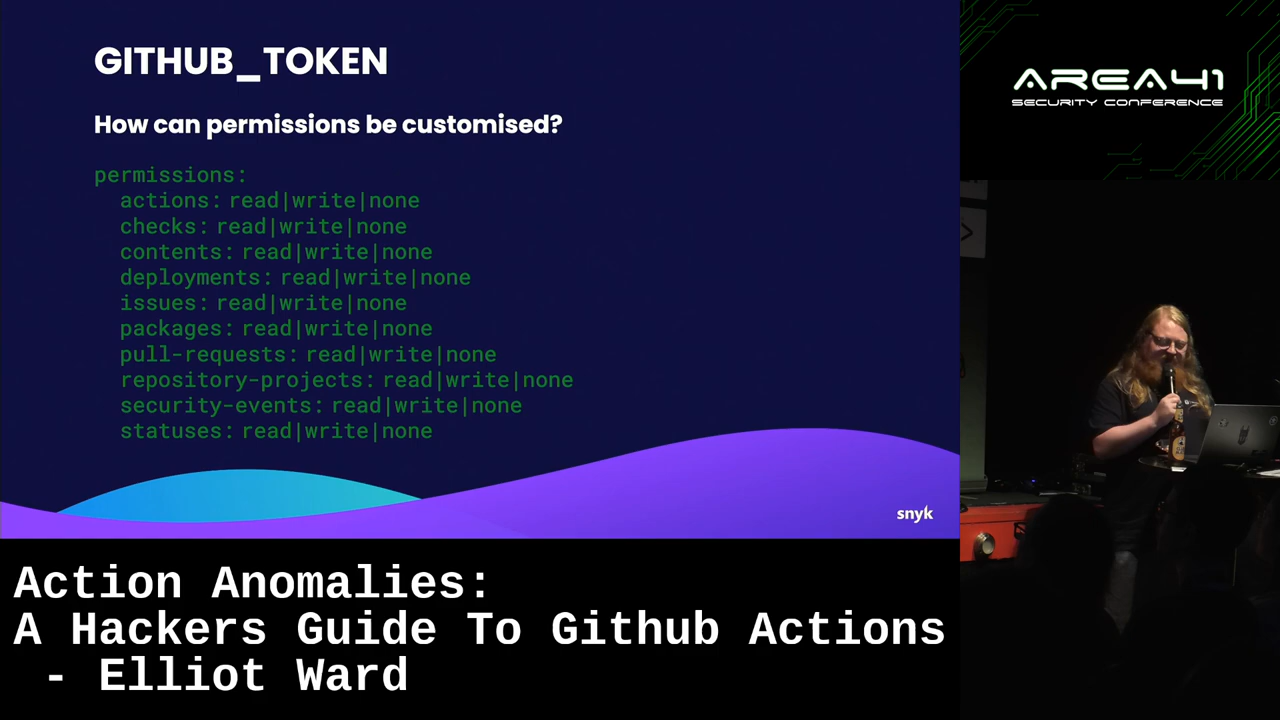 GITHUB_TOKEN
How can permissions be customised?
permissions:
actions: read|write|none
checks: read|write|none
contents: read|write|none
deployments: read|write|none
issues: read|write|none
packages: read|write|none
pull-requests: read|write|none
repository-projects: read|write|none
security-events: read|write|none
statuses: read|write|none
snyk
AREA41
SECURITY CONFERENCE
Action Anomalies:
A Hackers Guide To Github Actions
- Elliot Ward